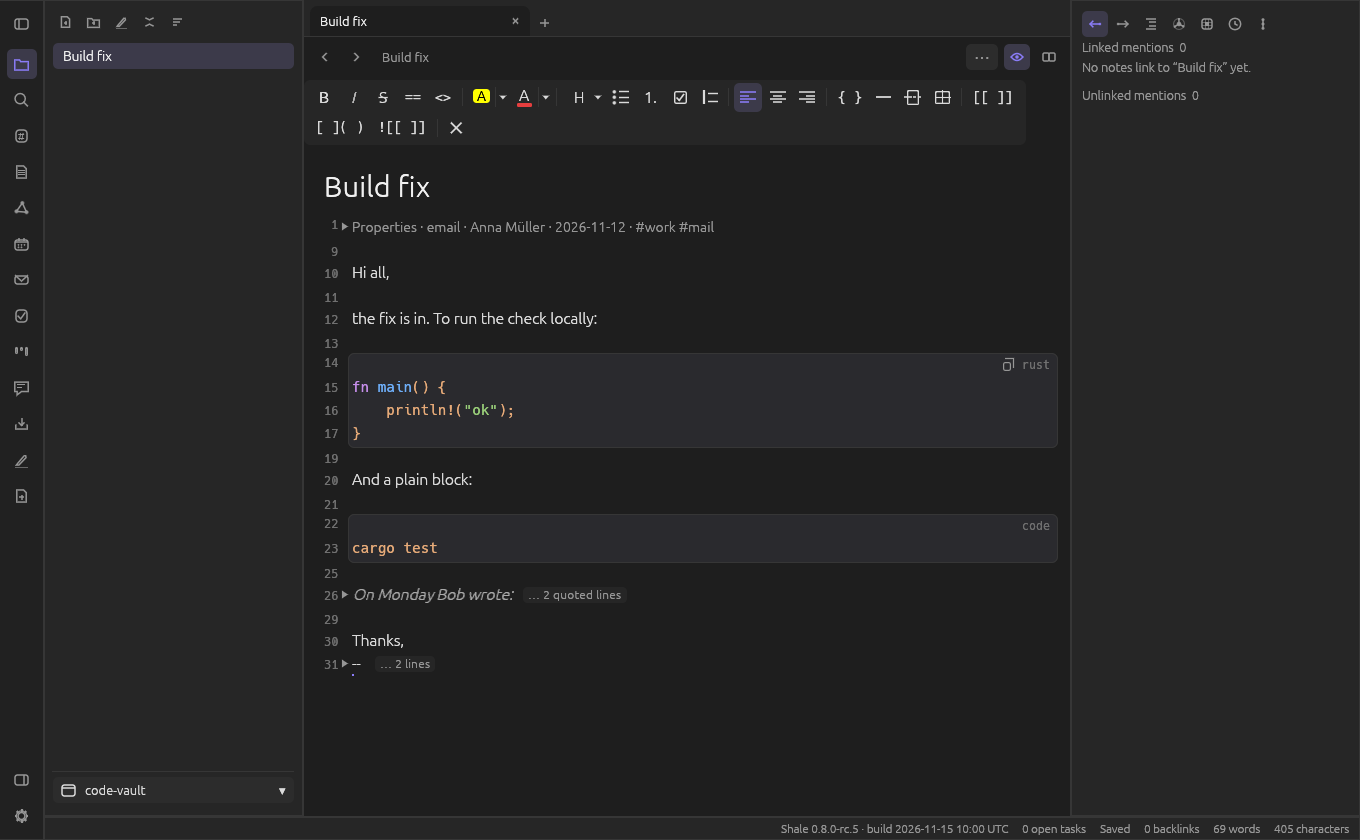 Build fix
code-vault
Build fix
Build fix
B I S == <> A A H 1. { } [[ ]]
[ ]( ) ![[ ]]
Build fix
1 Properties · email · Anna Müller · 2026-11-12 · #work #mail
9
10 Hi all,
11
12 the fix is in. To run the check locally:
13
14 rust
15 fn main() {
16 println!("ok");
17 }
19
20 And a plain block:
21
22 code
23 cargo test
25
26 On Monday Bob wrote: … 2 quoted lines
29
30 Thanks,
31 -- … 2 lines
Linked mentions 0
No notes link to “Build fix” yet.
Unlinked mentions 0
Shale 0.8.0-rc.5 · build 2026-11-15 10:00 UTC 0 open tasks Saved 0 backlinks 69 words 405 characters